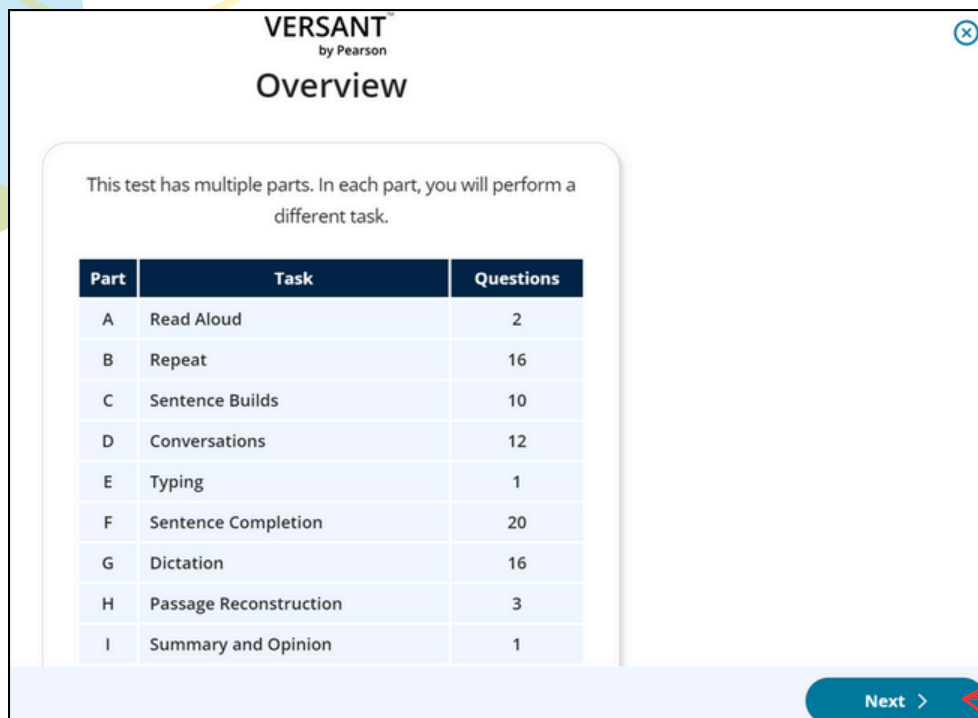 VERSANT™
by Pearson
Overview
This test has multiple parts. In each part, you will perform a
different task.
Part Task Questions
A Read Aloud 2
B Repeat 16
C Sentence Builds 10
D Conversations 12
E Typing 1
F Sentence Completion 20
G Dictation 16
H Passage Reconstruction 3
I Summary and Opinion 1
Next